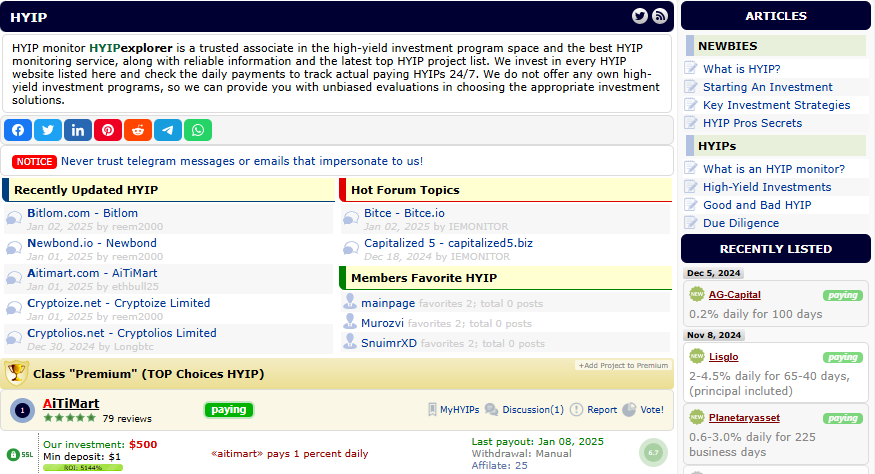 HYIP
HYIP monitor HYIPexplorer is a trusted associate in the high-yield investment program space and the best HYIP
monitoring service, along with reliable information and the latest top HYIP project list. We invest in every HYIP
website listed here and check the daily payments to track actual paying HYIPs 24/7. We do not offer any own high-
yield investment programs, so we can provide you with unbiased evaluations in choosing the appropriate investment
solutions.
NOTICE Never trust telegram messages or emails that impersonate to us!
Recently Updated HYIP
Bitlom.com - Bitlom
Jan 02, 2025 by reem2000
Newbond.io - Newbond
Jan 01, 2025 by reem2000
Aitimart.com - AiTiMart
Jan 01, 2025 by ethbull25
Cryptoize.net - Cryptoize Limited
Jan 01, 2025 by reem2000
Cryptolios.net - Cryptolios Limited
Dec 30, 2024 by Longbtc
Hot Forum Topics
Bitce - Bitce.io
Jan 02, 2025 by IEMONITOR
Capitalized 5 - capitalized5.biz
Dec 18, 2024 by IEMONITOR
Members Favorite HYIP
mainpage favorites 2; total 0 posts
Murozvi favorites 2; total 0 posts
SnuimrXD favorites 2; total 0 posts
Class "Premium" (TOP Choices HYIP)
+Add Project to Premium
1
AiTiMart
79 reviews
paying
MyHYIPs
Discussion(1)
Report
Vote!
SSL
Our investment: $500
Min deposit: $1
ROI: 5144%
«aitimart» pays 1 percent daily
Last payout: Jan 08, 2025
Withdrawal: Manual
Affilate: 25
6.7
ARTICLES
NEWBIES
What is HYIP?
Starting An Investment
Key Investment Strategies
HYIP Pros Secrets
HYIPs
What is an HYIP monitor?
High-Yield Investments
Good and Bad HYIP
Due Diligence
RECENTLY LISTED
Dec 5, 2024
NEW AG-Capital paying
0.2% daily for 100 days
Nov 8, 2024
NEW Lisglo paying
2-4.5% daily for 65-40 days,
(principal included)
NEW Planetaryasset paying
0.6-3.0% daily for 225
business days